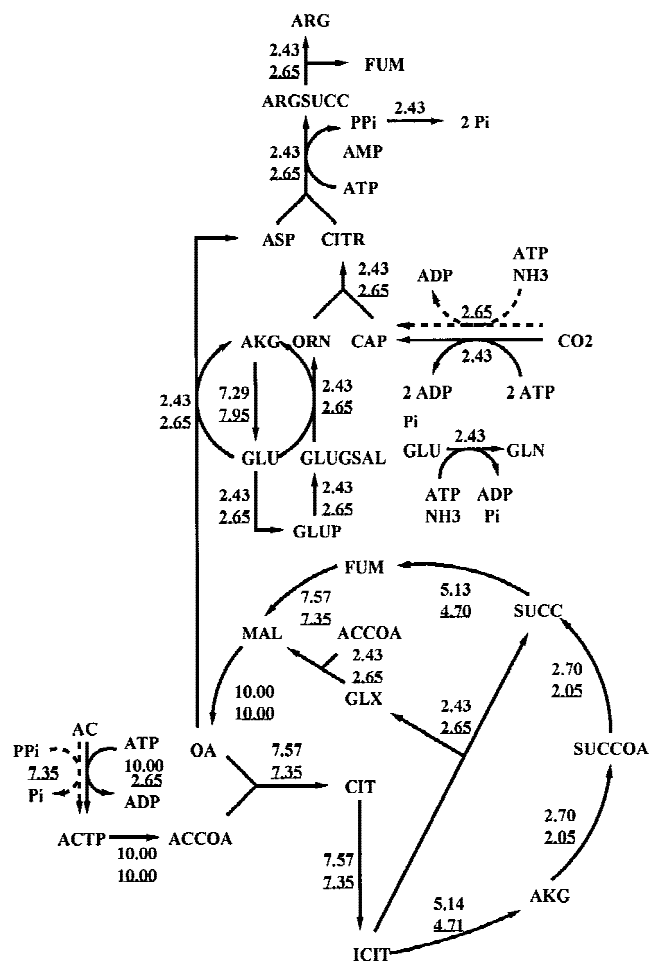 ARG
2.43
2.65
FUM
ARGSUCC
PPi
2.43
2 Pi
2.43
2.65
AMP
ATP
ASP
CITR
2.43
2.65
ADP
ATP
NH3
2.65
AKG
ORN
CAP
2.43
CO2
2.43
2.65
7.29
7.95
2.43
2.65
2 ADP
Pi
2 ATP
GLU
GLUGSAL
GLU
2.43
GLN
2.43
2.65
2.43
2.65
ATP
NH3
ADP
Pi
GLUP
FUM
7.57
7.35
5.13
4.70
SUCC
MAL
ACCOA
2.43
2.65
GLX
2.70
2.05
10.00
10.00
2.43
2.65
AC
PPi
7.35
Pi
ATP
10.00
2.65
ADP
OA
7.57
7.35
SUCCOA
CIT
ACTP
10.00
10.00
ACCOA
2.70
2.05
7.57
7.35
AKG
5.14
4.71
ICIT